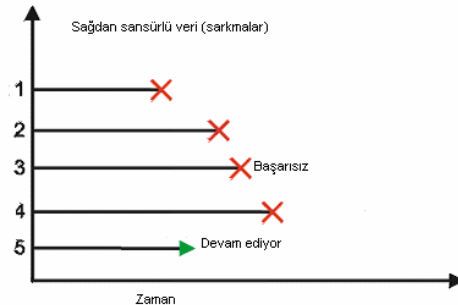 Sağdan sansürlü veri (sarkmalar)
1
2
3
Başarısız
4
5
Devam ediyor
Zaman